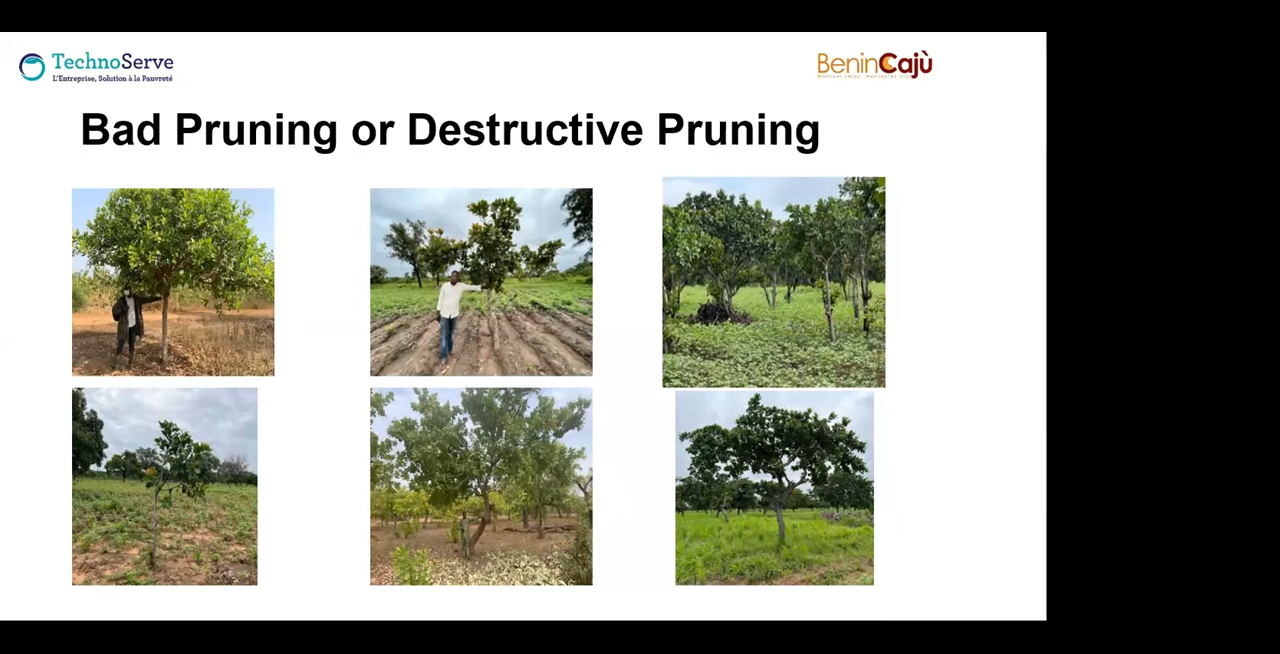 TechnoServe
L'Entreprise, Solution à la Pauvreté
BeninCajù
Bad Pruning or Destructive Pruning